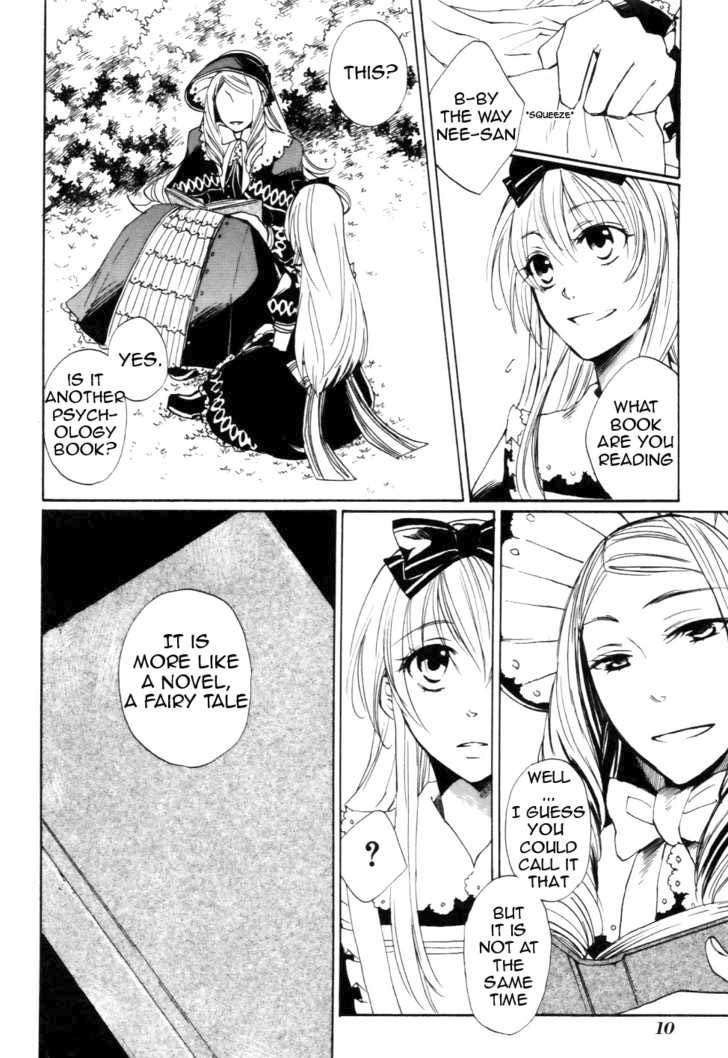 B-BY
THE WAY
NEE-SAN
*SQUEEZE*
WHAT
BOOK
ARE YOU
READING
THIS?
YES.
IS IT
ANOTHER
PSYCH-
OLOGY
BOOK?
WELL
...
I GUESS
YOU
COULD
CALL IT
THAT
BUT
IT IS
NOT AT
THE
SAME
TIME
?
IT IS
MORE LIKE
A NOVEL,
A FAIRY TALE
10